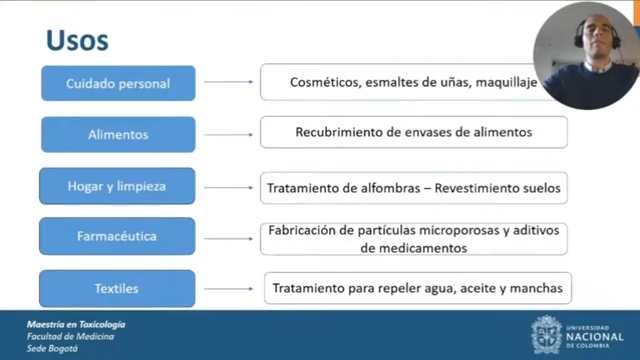 Usos
Cuidado personal
Cosméticos, esmaltes de uñas, maquillaje
Alimentos
Recubrimiento de envases de alimentos
Hogar y limpieza
Tratamiento de alfombras – Revestimiento suelos
Farmacéutica
Fabricación de partículas microporosas y aditivos
de medicamentos
Textiles
Tratamiento para repeler agua, aceite y manchas
Maestría en Toxicología
Facultad de Medicina
Sede Bogotá
UNIVERSIDAD
NACIONAL
DE COLOMBIA